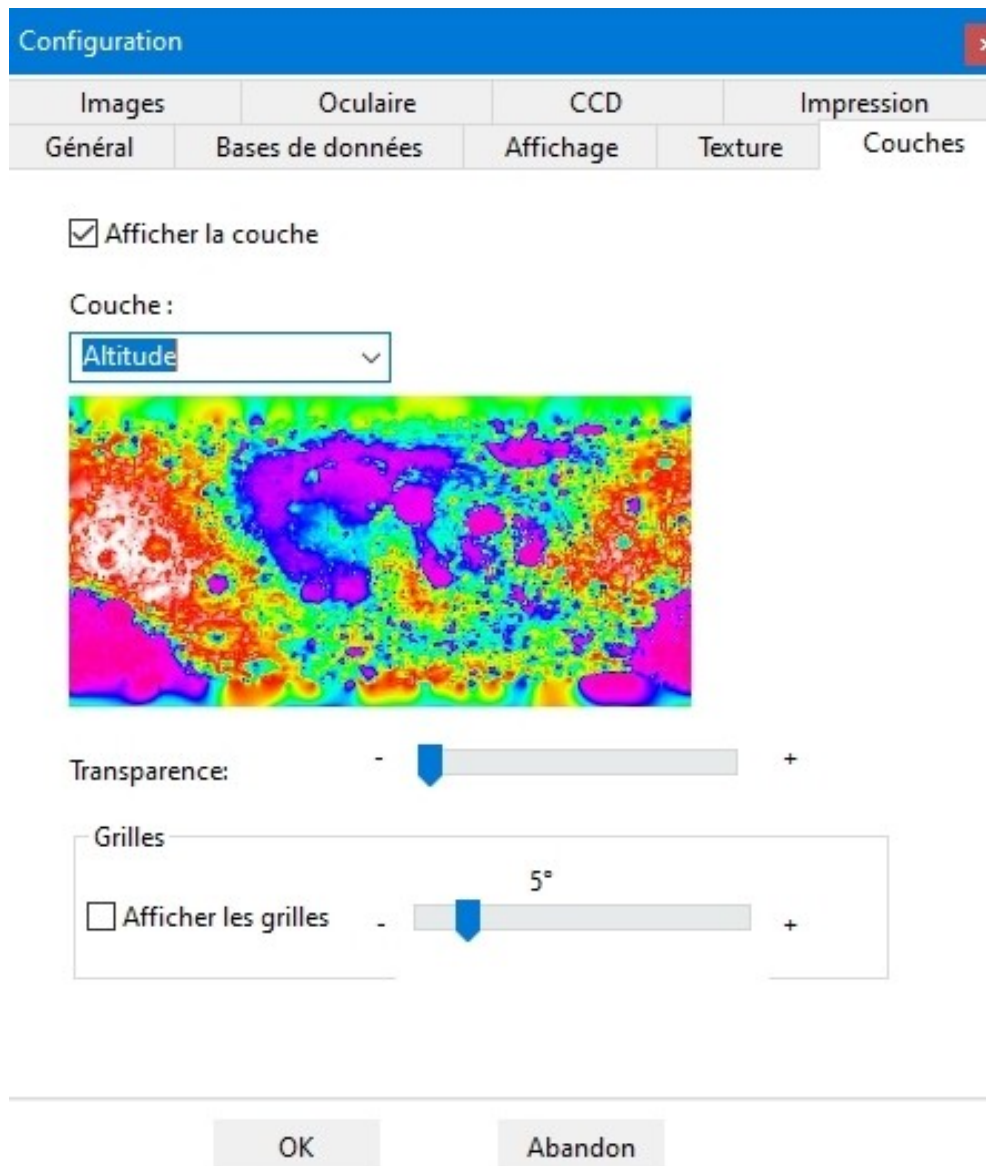 Configuration
Images Oculaire CCD Impression
Général Bases de données Affichage Texture Couches
Afficher la couche
Couche :
Altitude
Transparence: - +
Grilles
5°
Afficher les grilles - +
OK Abandon